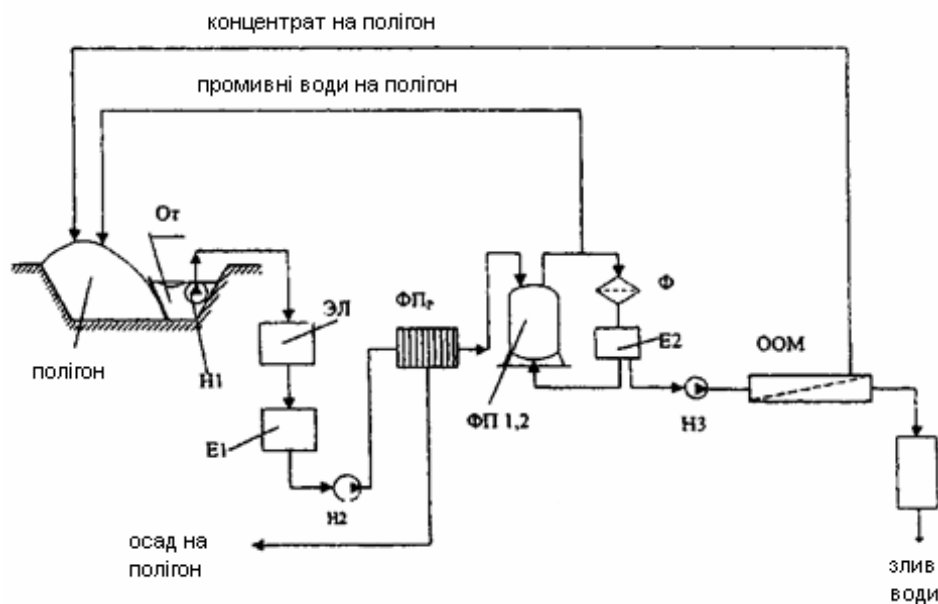 концентрат на полігон
промивні води на полігон
От
ЭЛ
ФПр
Ф
Е2
ООМ
полігон
Н1
Е1
ФП 1,2
Н3
Н2
осад на
полігон
злив
води